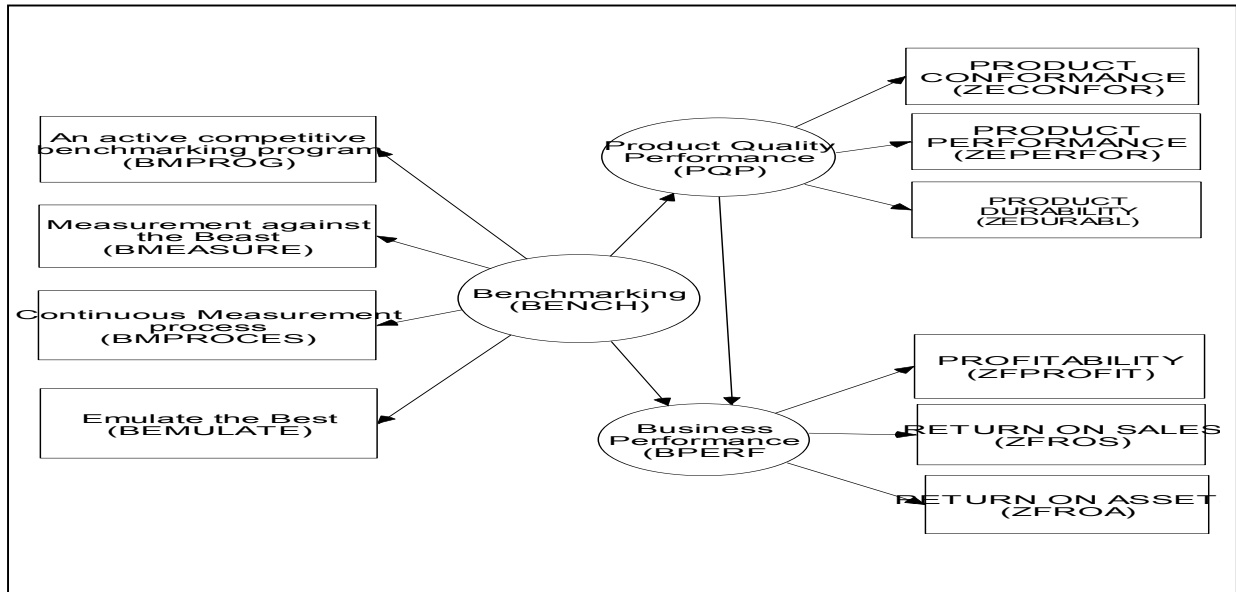 An active competitive
benchmarking program
(BMPROG)
Measurement against
the Beast
(BMEASURE)
Continuous Measurement
process
(BMPROCES)
Emulate the Best
(BEMULATE)
Benchmarking
(BENCH)
Product Quality
Performance
(PQP)
Business
Performance
(BPERF
PRODUCT
CONFORMANCE
(ZECONFOR)
PRODUCT
PERFORMANCE
(ZEPERFOR)
PRODUCT
DURABILITY
(ZEDURABL)
PROFITABILITY
(ZFPROFIT)
RETURN ON SALES
(ZFROS)
RETURN ON ASSET
(ZFROA)